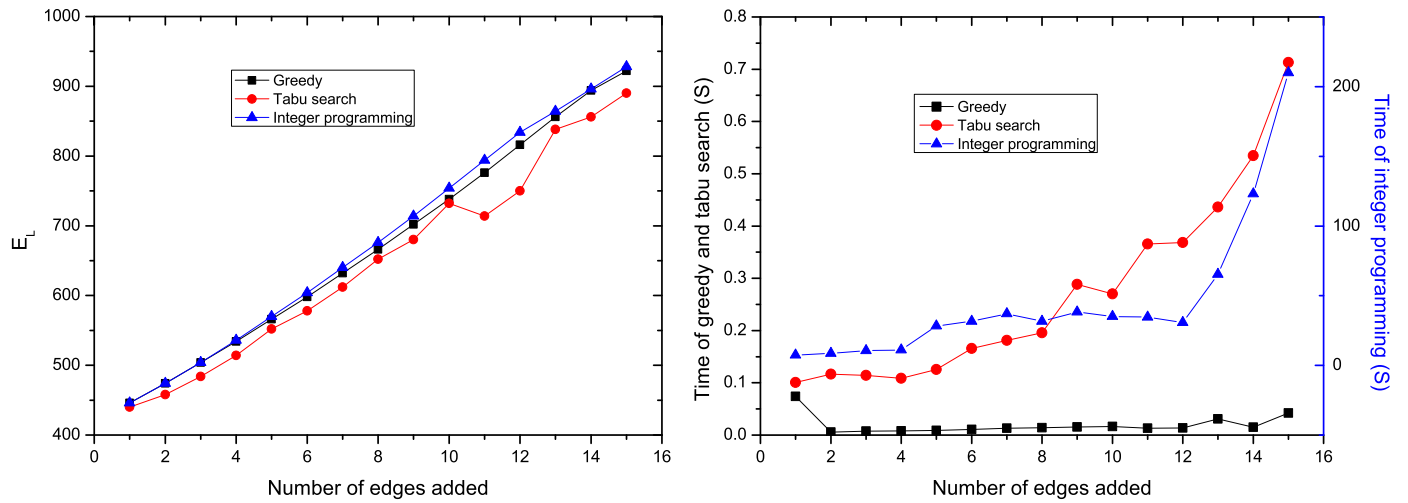 1000
900
800
700
600
500
400
0 2 4 6 8 10 12 14 16
E_L
Number of edges added
Greedy
Tabu search
Integer programming
0.8
0.7
0.6
0.5
0.4
0.3
0.2
0.1
0.0
0 2 4 6 8 10 12 14 16
Time of greedy and tabu search (S)
Number of edges added
Greedy
Tabu search
Integer programming
200
100
0
Time of integer programming (S)